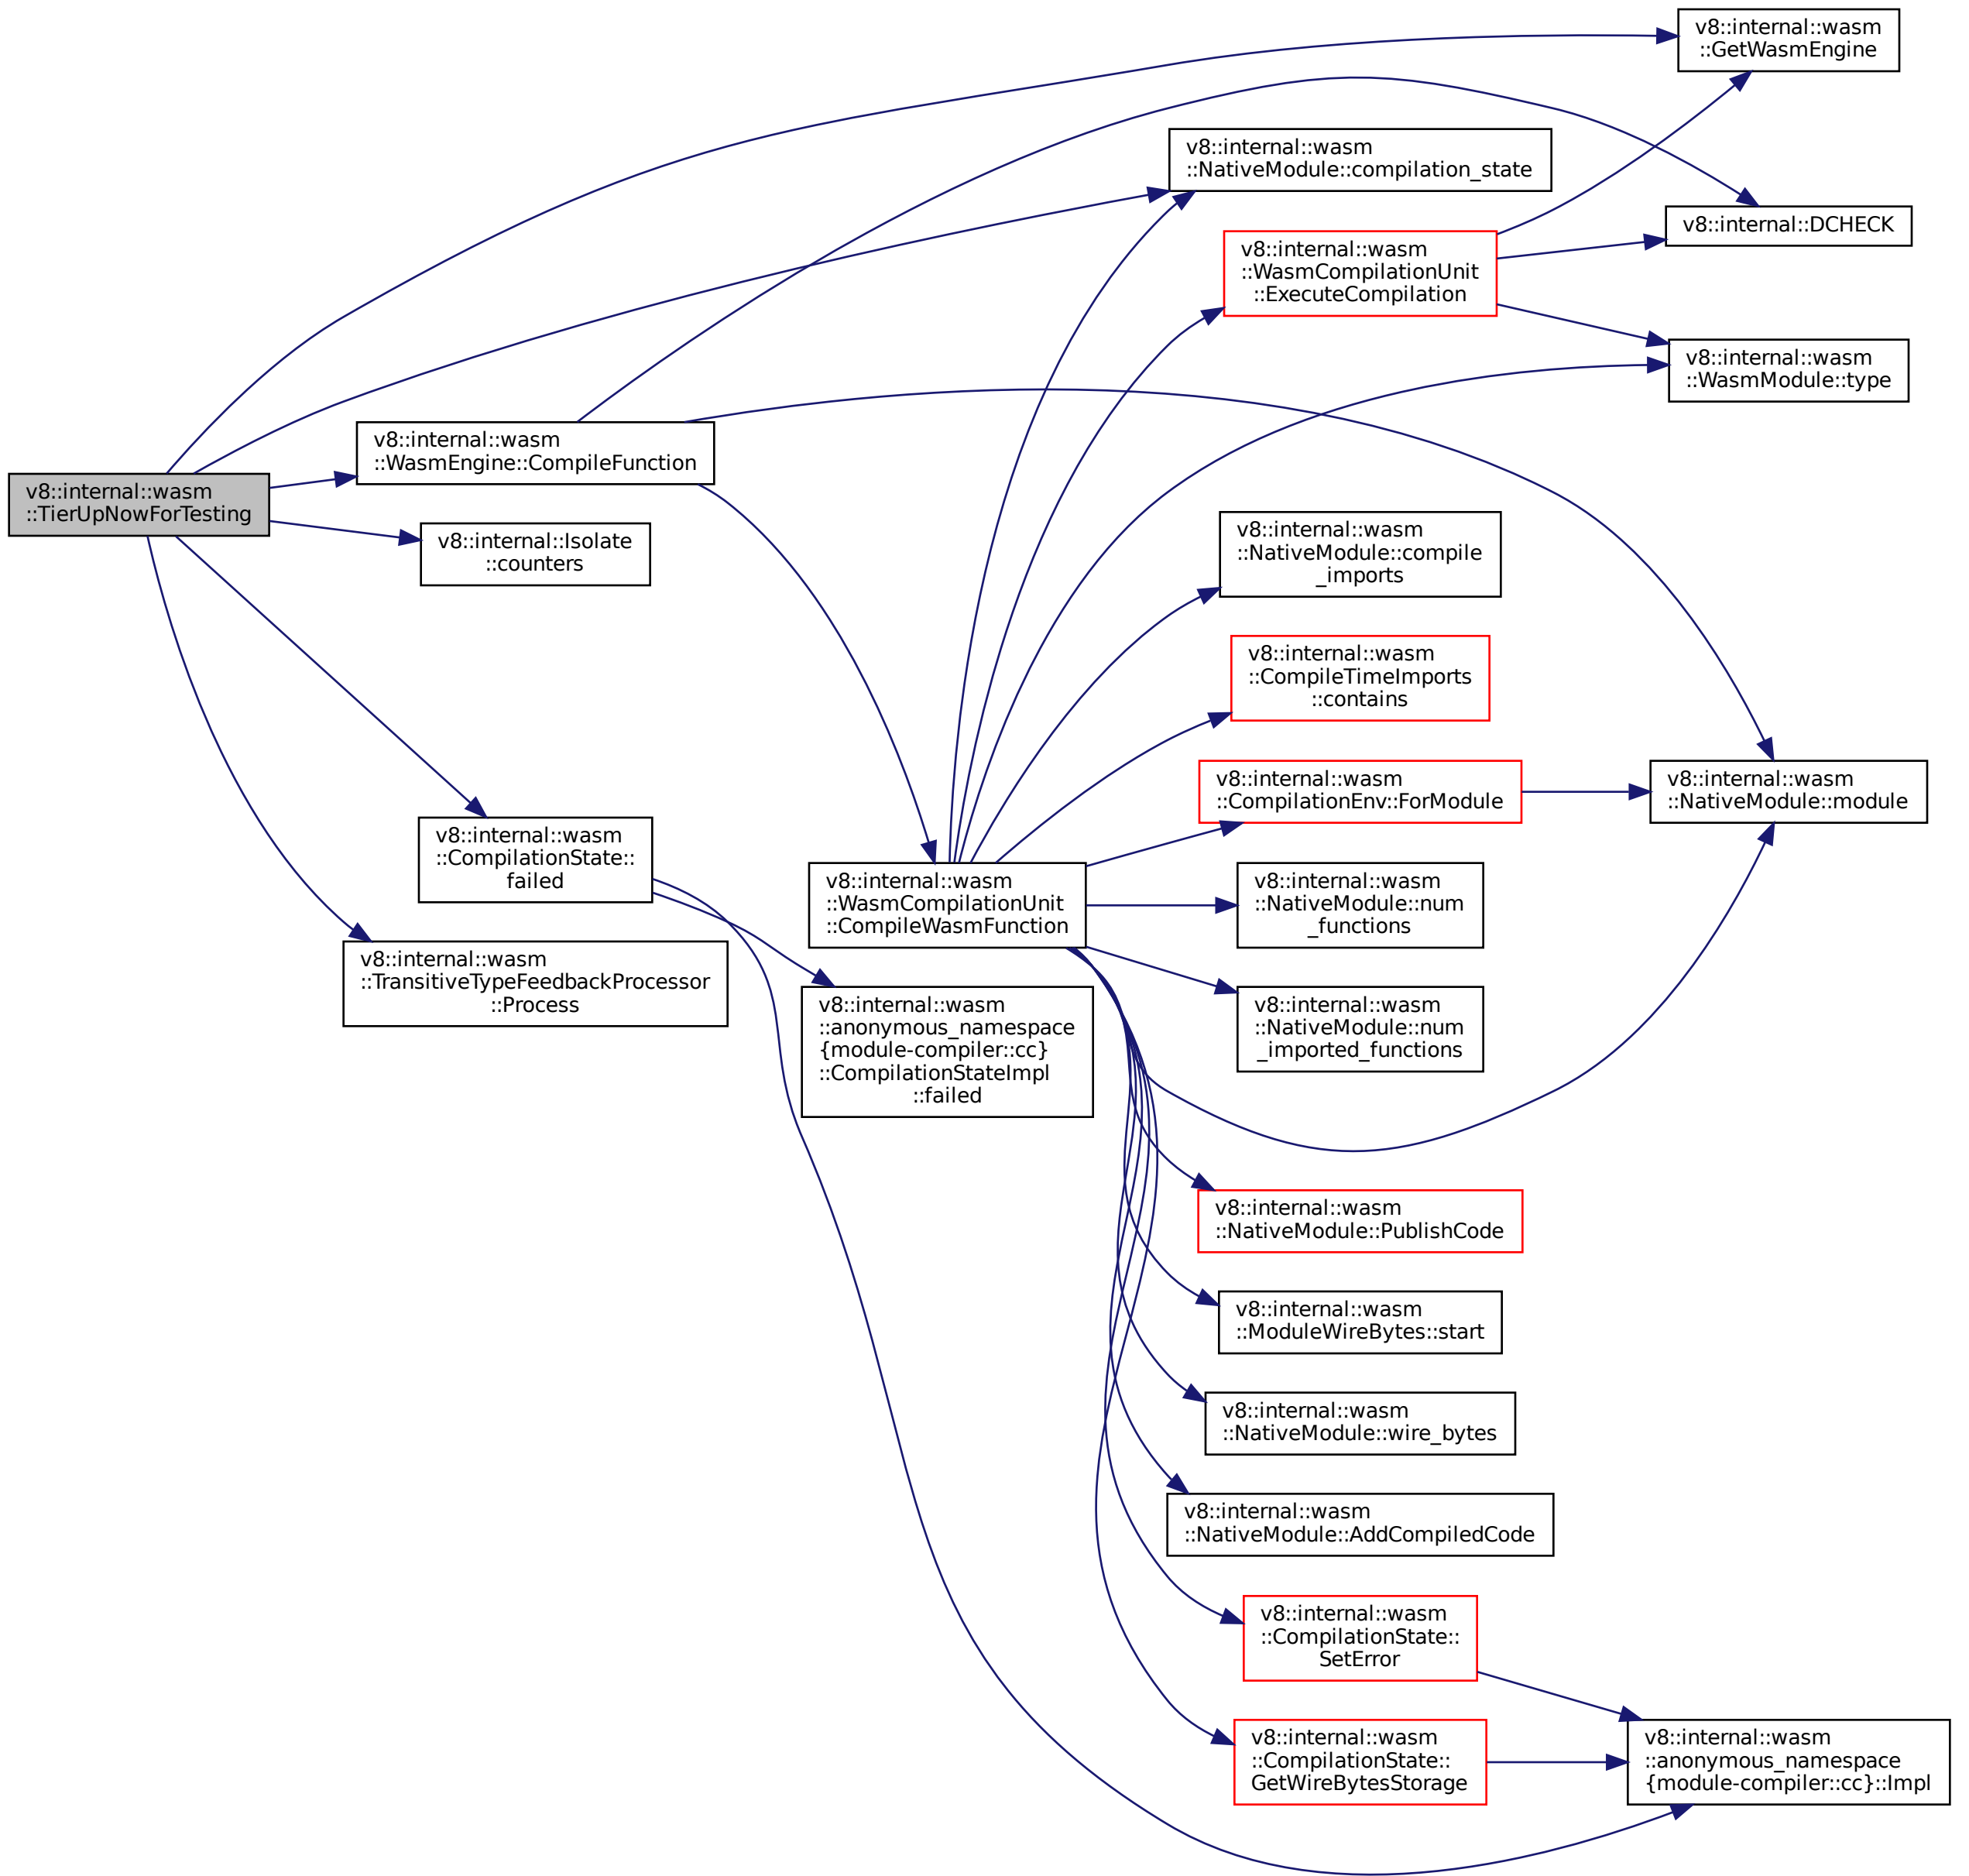 v8::internal::wasm
::TierUpNowForTesting
v8::internal::wasm
::WasmEngine::CompileFunction
v8::internal::Isolate
::counters
v8::internal::wasm
::CompilationState::
failed
v8::internal::wasm
::TransitiveTypeFeedbackProcessor
::Process
v8::internal::wasm
::WasmCompilationUnit
::CompileWasmFunction
v8::internal::wasm
::anonymous_namespace
{module-compiler::cc}
::CompilationStateImpl
::failed
v8::internal::wasm
::NativeModule::compilation_state
v8::internal::wasm
::WasmCompilationUnit
::ExecuteCompilation
v8::internal::wasm
::NativeModule::compile
_imports
v8::internal::wasm
::CompileTimeImports
::contains
v8::internal::wasm
::CompilationEnv::ForModule
v8::internal::wasm
::NativeModule::num
_functions
v8::internal::wasm
::NativeModule::num
_imported_functions
v8::internal::wasm
::NativeModule::PublishCode
v8::internal::wasm
::ModuleWireBytes::start
v8::internal::wasm
::NativeModule::wire_bytes
v8::internal::wasm
::NativeModule::AddCompiledCode
v8::internal::wasm
::CompilationState::
SetError
v8::internal::wasm
::CompilationState::
GetWireBytesStorage
v8::internal::wasm
::GetWasmEngine
v8::internal::DCHECK
v8::internal::wasm
::WasmModule::type
v8::internal::wasm
::NativeModule::module
v8::internal::wasm
::anonymous_namespace
{module-compiler::cc}::Impl